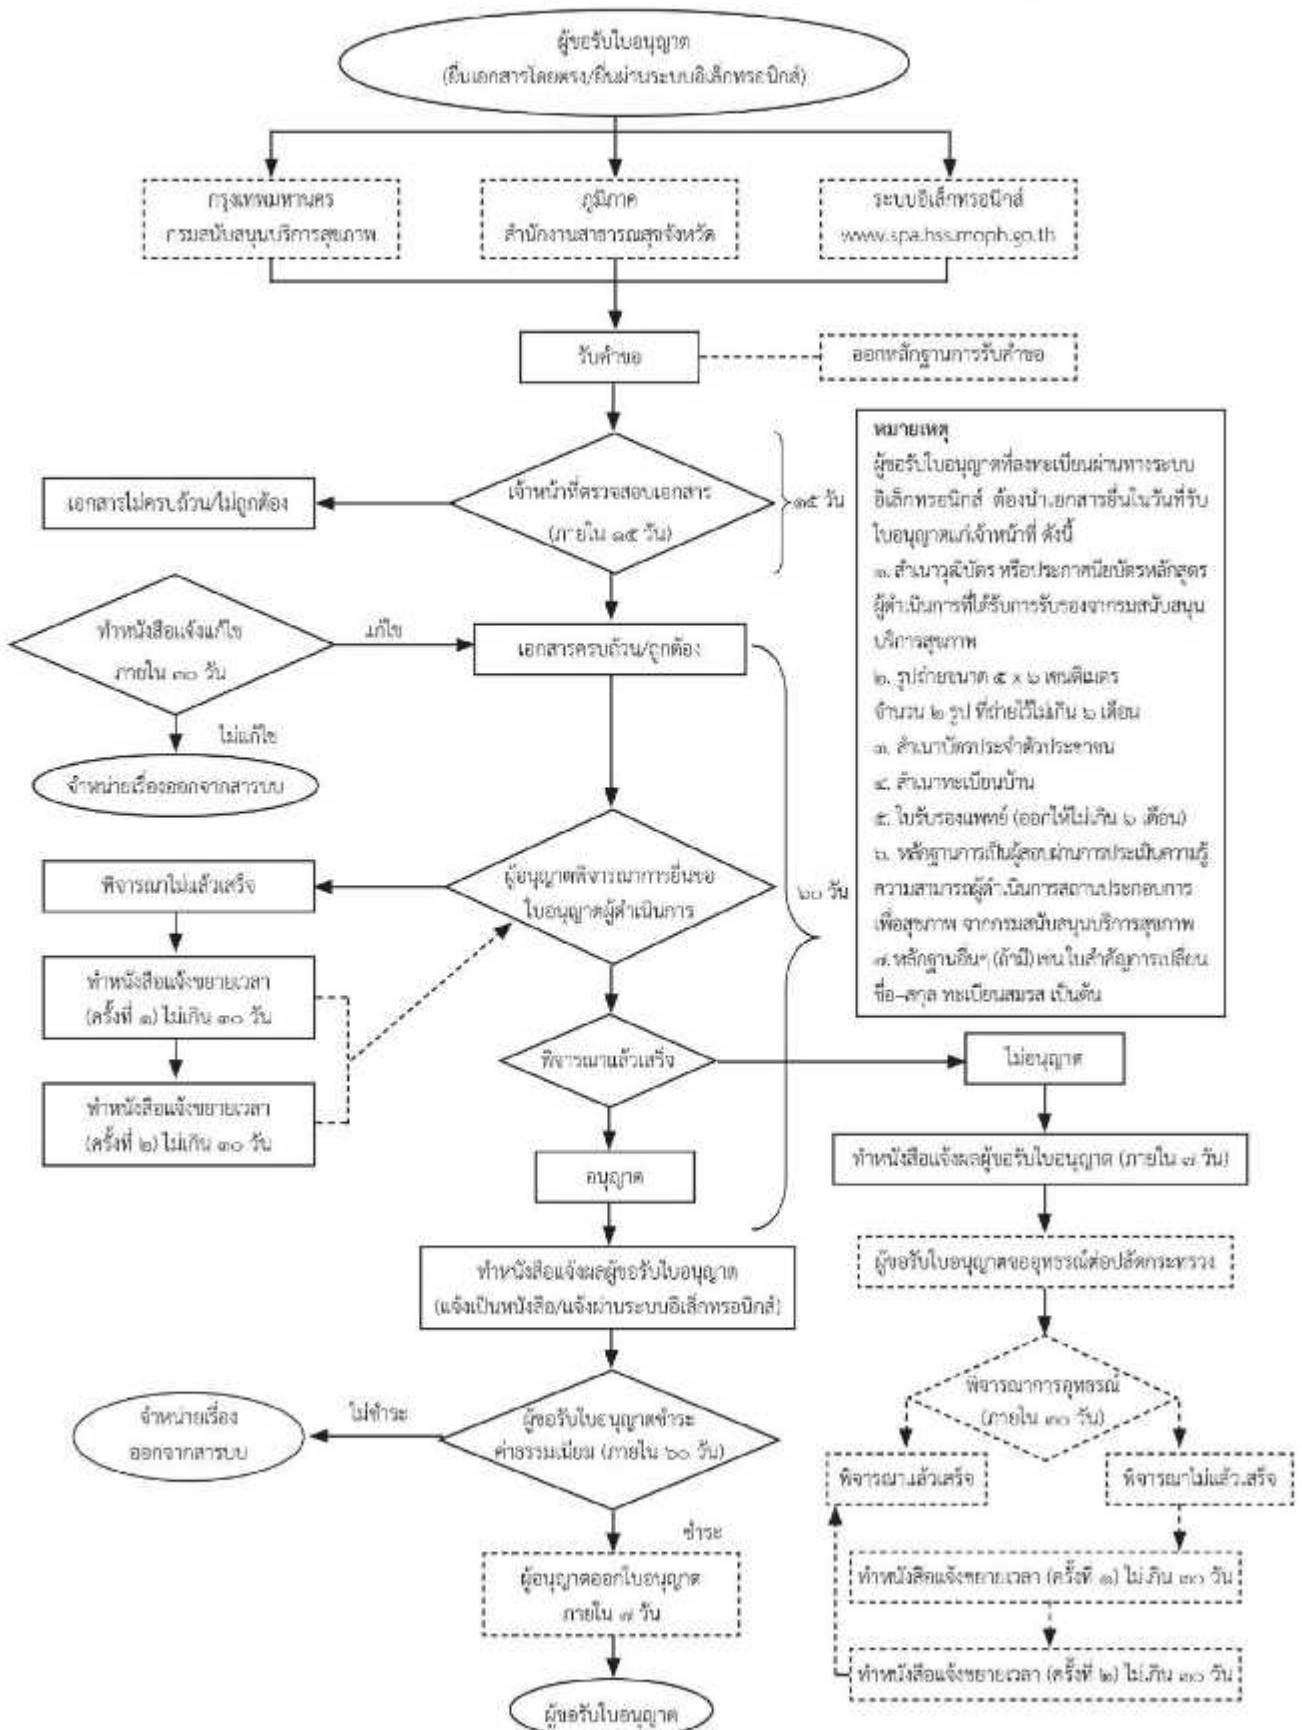 ผู้ขอรับใบอนุญาต
(ยื่นเอกสารโดยตรง/ยื่นผ่านระบบอิเล็กทรอนิกส์)
กรุงเทพมหานคร
กรมสนับสนุนบริการสุขภาพ
ภูมิภาค
สำนักงานสาธารณสุขจังหวัด
ระบบอิเล็กทรอนิกส์
www.spa.hss.moph.go.th
รับคำขอ
ออกหลักฐานการรับคำขอ
เจ้าหน้าที่ตรวจสอบเอกสาร
(ภายใน ๑๕ วัน)
๑๕ วัน
เอกสารไม่ครบถ้วน/ไม่ถูกต้อง
ทำหนังสือแจ้งแก้ไข
ภายใน ๓๐ วัน
แก้ไข
เอกสารครบถ้วน/ถูกต้อง
ไม่แก้ไข
จำหน่ายเรื่องออกจากสารบบ
หมายเหตุ
ผู้ขอรับใบอนุญาตที่ลงทะเบียนผ่านทางระบบ
อิเล็กทรอนิกส์ ต้องนำเอกสารยื่นในวันที่รับ
ใบอนุญาตแก่เจ้าหน้าที่ ดังนี้
๑. สำเนาวุฒิบัตร หรือประกาศนียบัตรหลักสูตร
ผู้ดำเนินการที่ได้รับการรับรองจากรมสนับสนุน
บริการสุขภาพ
๒. รูปถ่ายขนาด ๕ x ๖ เซนติเมตร
จำนวน ๒ รูป ที่ถ่ายไว้ไม่เกิน ๖ เดือน
๓. สำเนาบัตรประจำตัวประชาชน
๔. สำเนาทะเบียนบ้าน
๕. ใบรับรองแพทย์ (ออกให้ไม่เกิน ๖ เดือน)
๖. หลักฐานการเป็นผู้สอบผ่านการประเมินความรู้
ความสามารถผู้ดำเนินการสถานประกอบการ
เพื่อสุขภาพ จากกรมสนับสนุนบริการสุขภาพ
๗. หลักฐานอื่นๆ (ถ้ามี) เช่น ใบสำคัญการเปลี่ยน
ชื่อ-สกุล ทะเบียนสมรส เป็นต้น
ผู้อนุญาตพิจารณาการยื่นขอ
ใบอนุญาตผู้ดำเนินการ
๖๐ วัน
พิจารณาไม่แล้วเสร็จ
ทำหนังสือแจ้งขยายเวลา
(ครั้งที่ ๑) ไม่เกิน ๓๐ วัน
ทำหนังสือแจ้งขยายเวลา
(ครั้งที่ ๒) ไม่เกิน ๓๐ วัน
พิจารณาแล้วเสร็จ
ไม่อนุญาต
อนุญาต
ทำหนังสือแจ้งผลผู้ขอรับใบอนุญาต (ภายใน ๗ วัน)
ผู้ขอรับใบอนุญาตขออุทธรณ์ต่อปลัดกระทรวง
ทำหนังสือแจ้งผลผู้ขอรับใบอนุญาต
(แจ้งเป็นหนังสือ/แจ้งผ่านระบบอิเล็กทรอนิกส์)
พิจารณาการอุทธรณ์
(ภายใน ๓๐ วัน)
ผู้ขอรับใบอนุญาตชำระ
ค่าธรรมเนียม (ภายใน ๖๐ วัน)
ไม่ชำระ
จำหน่ายเรื่อง
ออกจากสารบบ
พิจารณาแล้วเสร็จ
พิจารณาไม่แล้วเสร็จ
ชำระ
ผู้อนุญาตออกใบอนุญาต
ภายใน ๗ วัน
ทำหนังสือแจ้งขยายเวลา (ครั้งที่ ๑) ไม่เกิน ๓๐ วัน
ทำหนังสือแจ้งขยายเวลา (ครั้งที่ ๒) ไม่เกิน ๓๐ วัน
ผู้ขอรับใบอนุญาต